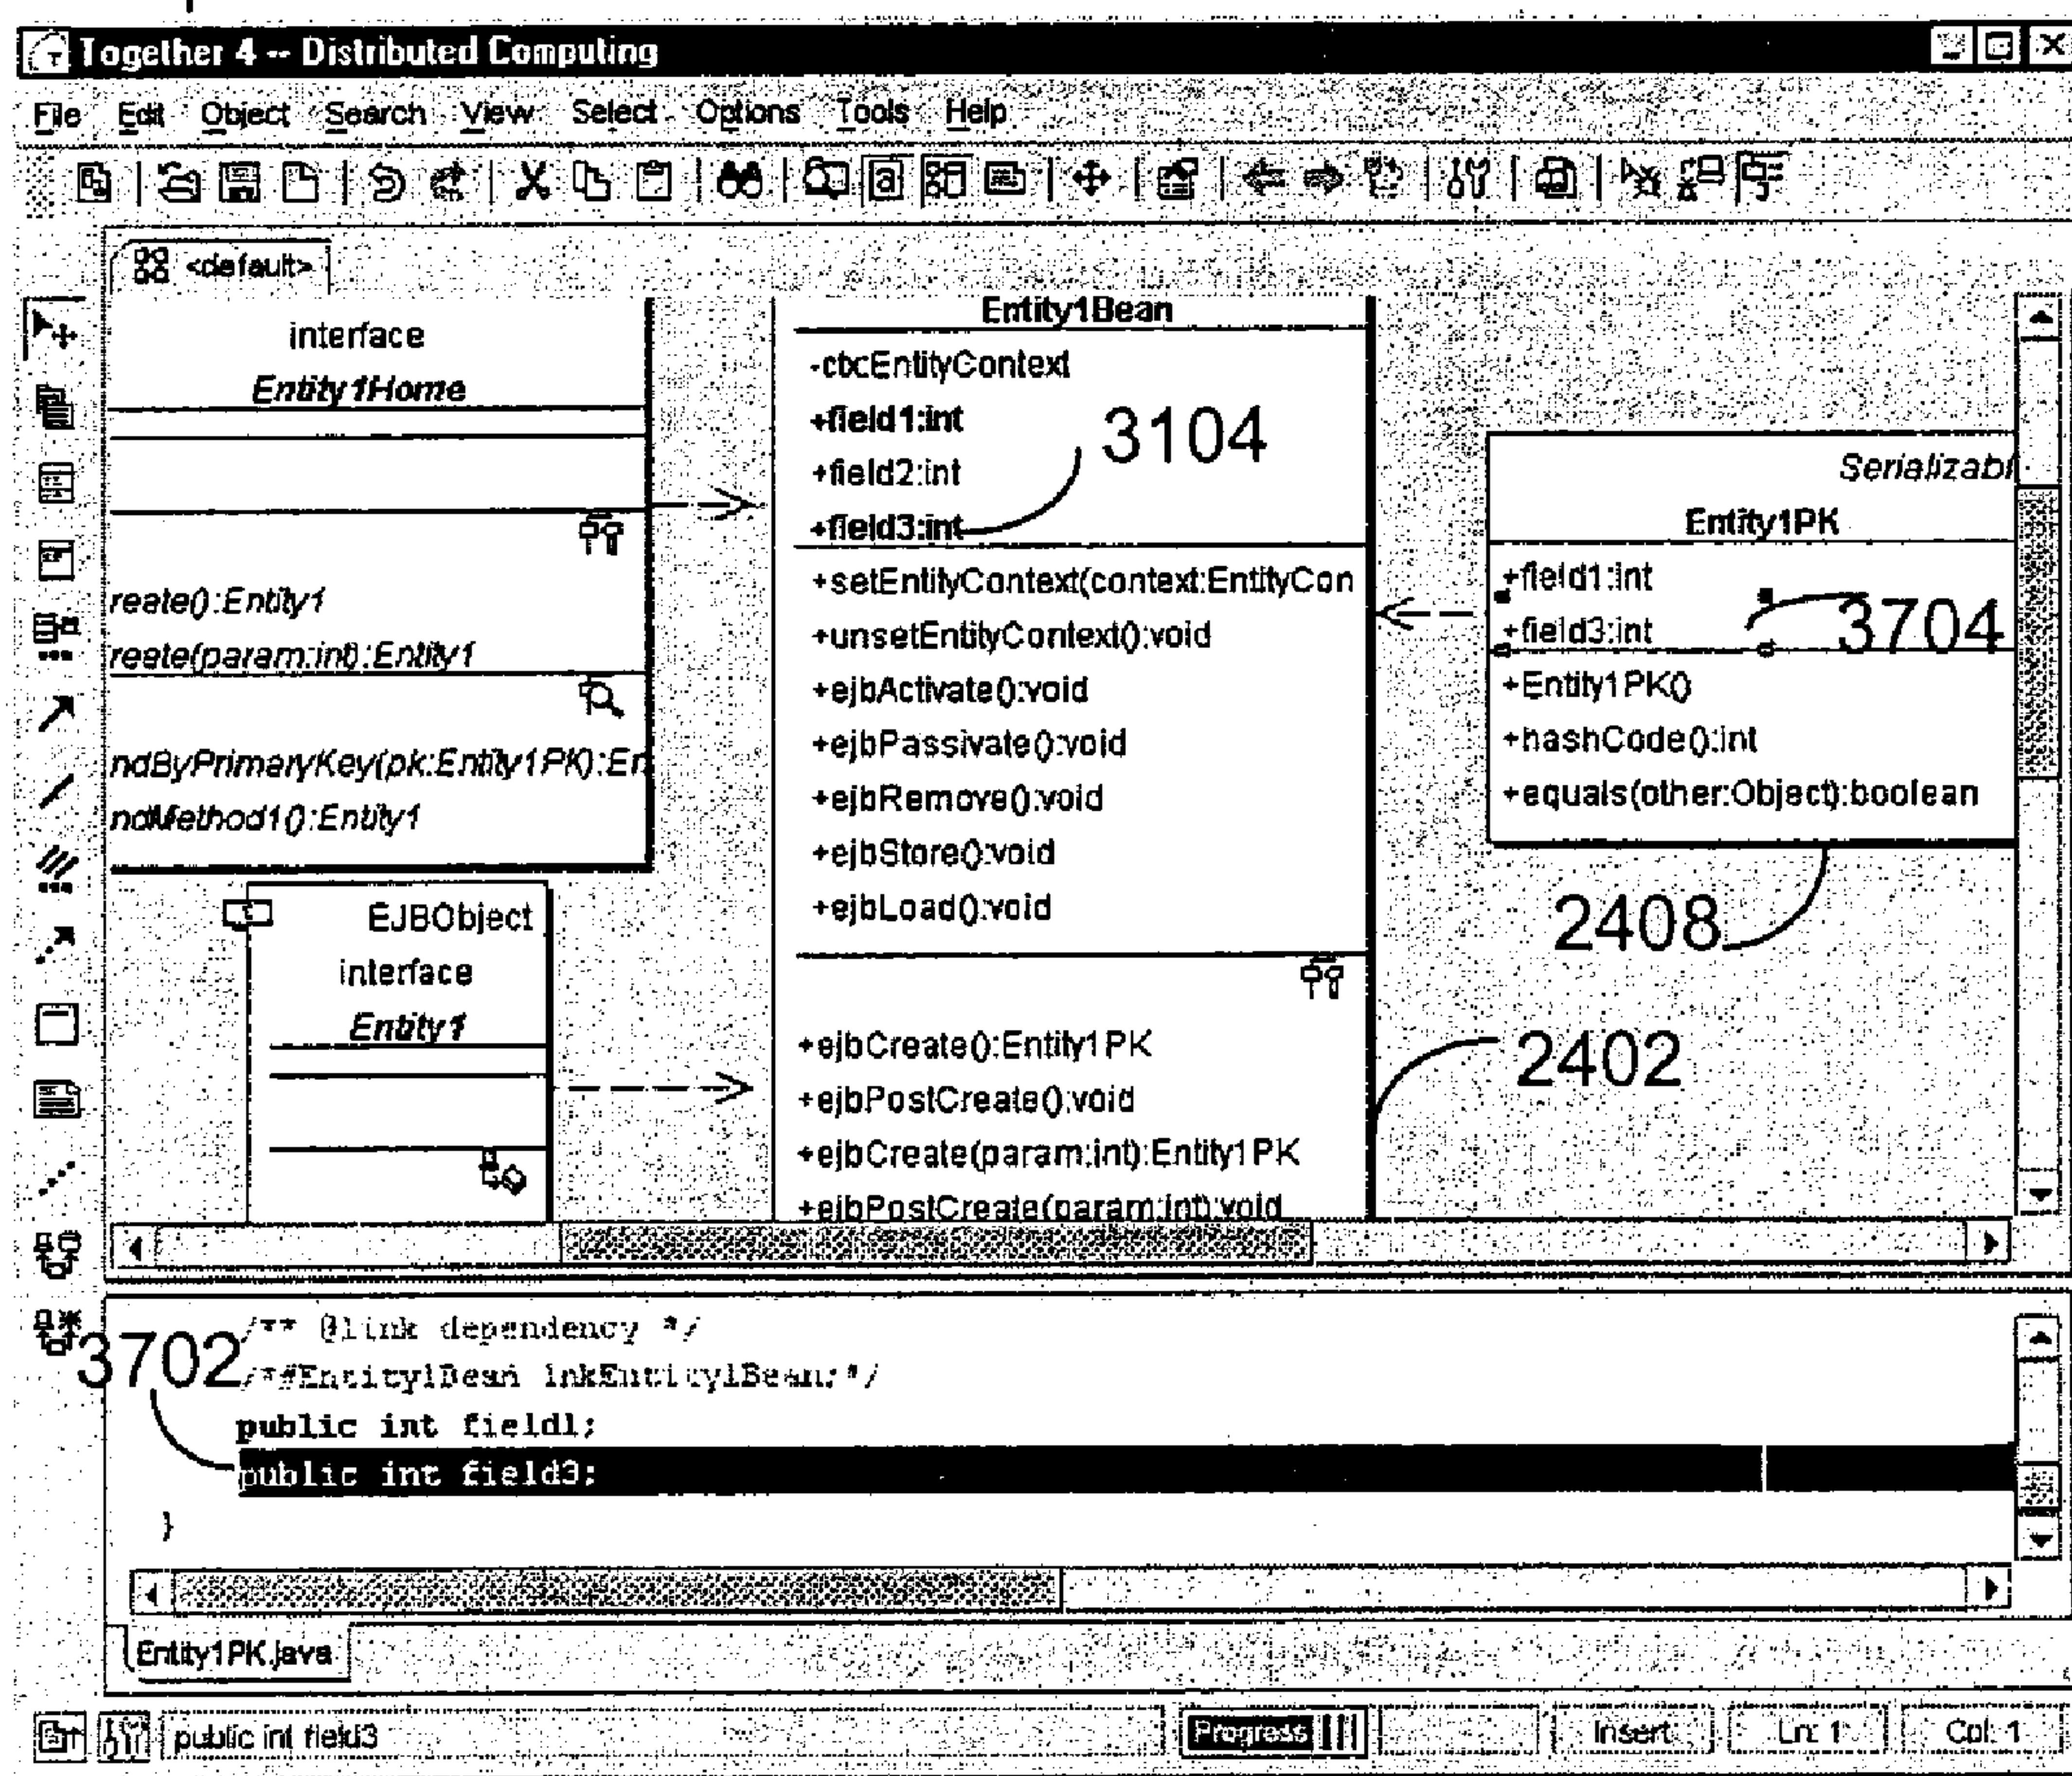 Together 4 -- Distributed Computing
File Edit Object Search View Select Options Tools Help
<default>
interface
Entity1Home
reate():Entity1
reate(param:int):Entity1
ndByPrimaryKey(pk:Entity1PK):En
ndMethod1():Entity1
EJBObject
interface
Entity1
Entity1Bean
-ctx:EntityContext
+field1:int
+field2:int
+field3:int
3104
+setEntityContext(context:EntityCon
+unsetEntityContext():void
+ejbActivate():void
+ejbPassivate():void
+ejbRemove():void
+ejbStore():void
+ejbLoad():void
+ejbCreate():Entity1PK
+ejbPostCreate():void
+ejbCreate(param:int):Entity1PK
+ejbPostCreate(param:int):void
Serializabl
Entity1PK
+field1:int
+field3:int
3704
+Entity1PK()
+hashCode():int
+equals(other:Object):boolean
2408
2402
3702
/** @link dependency */
/*#Entity1Bean lnkEntity1Bean;*/
public int field1;
public int field3;
}
Entity1PK.java
public int field3
Progress
Insert
Ln: 1
Col: 1